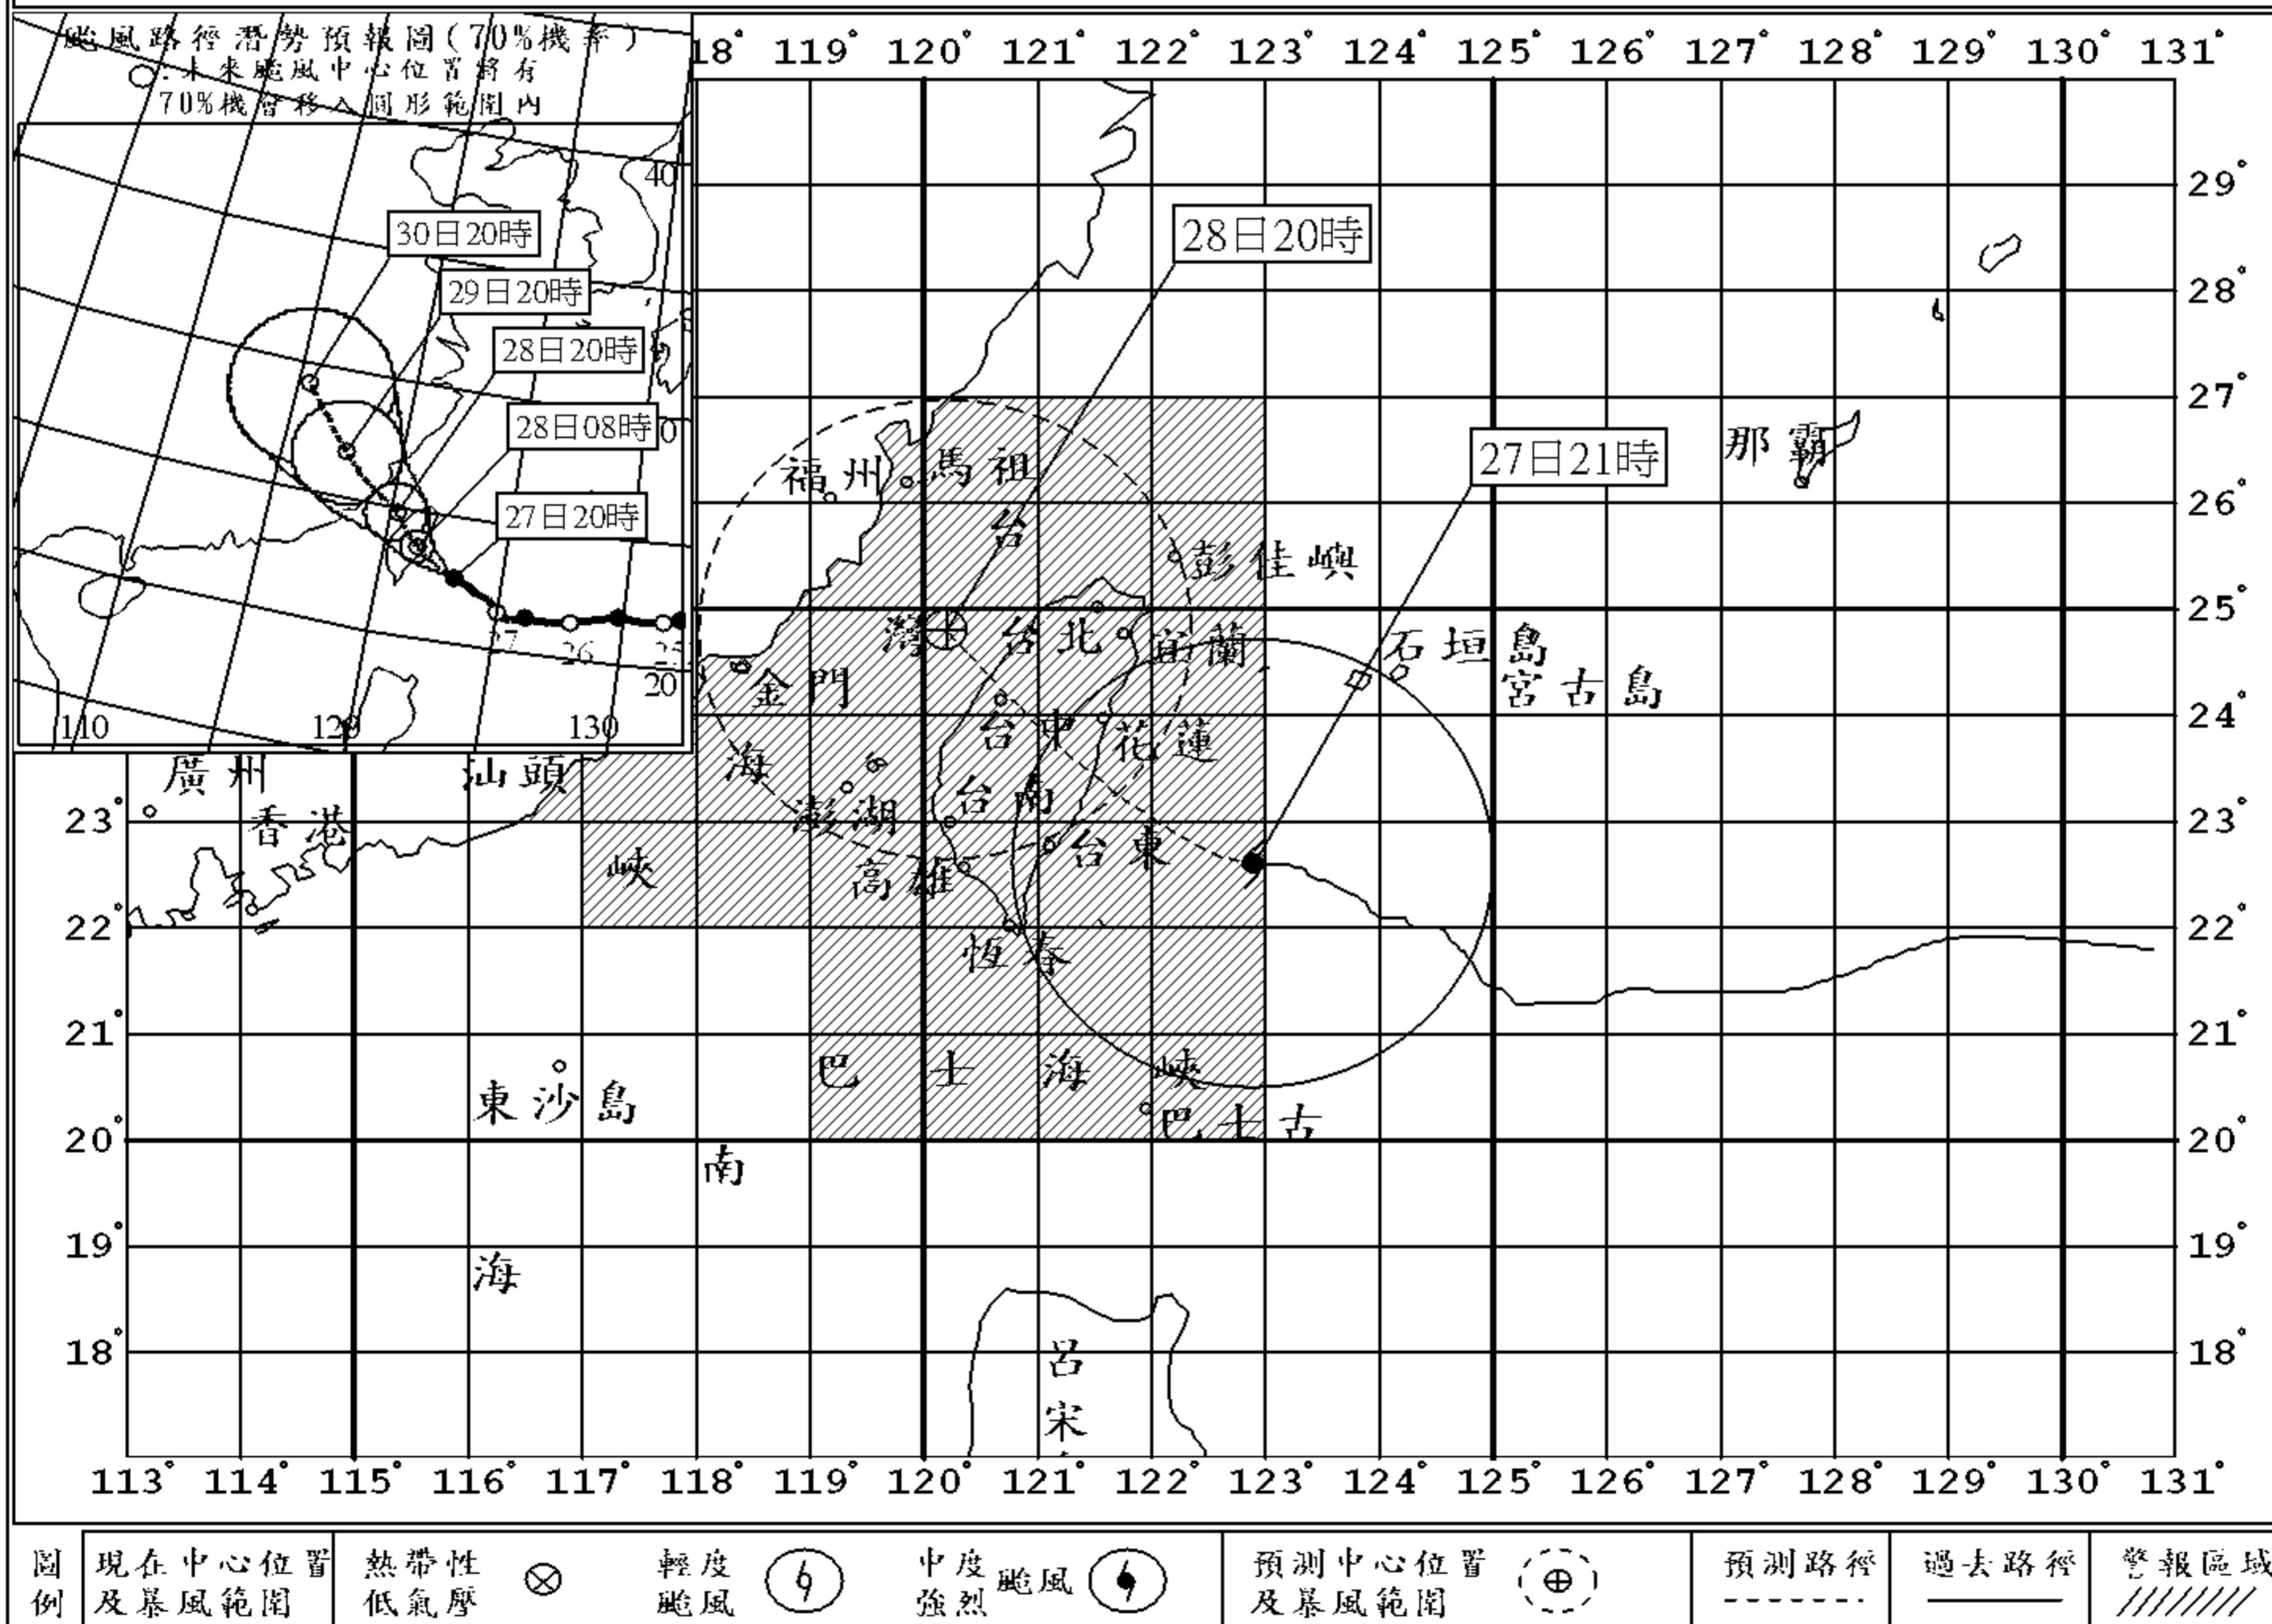 颱風路徑潛勢預報圖(70%機率)
○:未來颱風中心位置將有
70%機會移入圓形範圍內
18° 119° 120° 121° 122° 123° 124° 125° 126° 127° 128° 129° 130° 131°
40
29°
30日20時
28日20時
29日20時
28°
28日20時
27°
28日08時
0
27日21時
那霸
福州
馬祖
27日20時
26°
台
彭佳嶼
25°
27
26
25
灣
台北
宜蘭
石垣島
20
金門
宮古島
24°
110
120
130
台中
花蓮
廣州
汕頭
海
23°
香港
澎湖
台南
23°
峽
高雄
台東
22°
恆春
22°
21°
21°
巴士海峽
東沙島
巴士古
20°
20°
南
19°
海
19°
18°
呂
18°
宋
113° 114° 115° 116° 117° 118° 119° 120° 121° 122° 123° 124° 125° 126° 127° 128° 129° 130° 131°
圖例
現在中心位置
及暴風範圍
熱帶性
低氣壓
輕度
颱風
中度
強烈
颱風
預測中心位置
及暴風範圍
預測路徑
過去路徑
警報區域